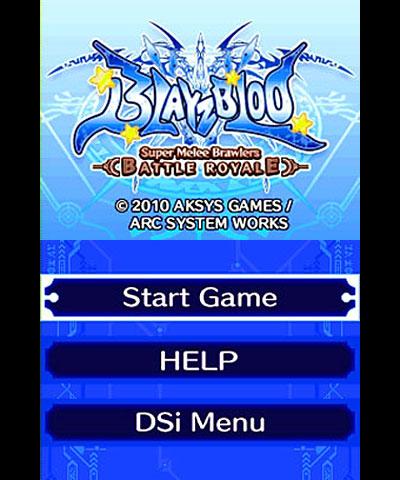 BLAYZBLOO
Super Melee Brawlers
BATTLE ROYALE
© 2010 AKSYS GAMES /
ARC SYSTEM WORKS
Start Game
HELP
DSi Menu